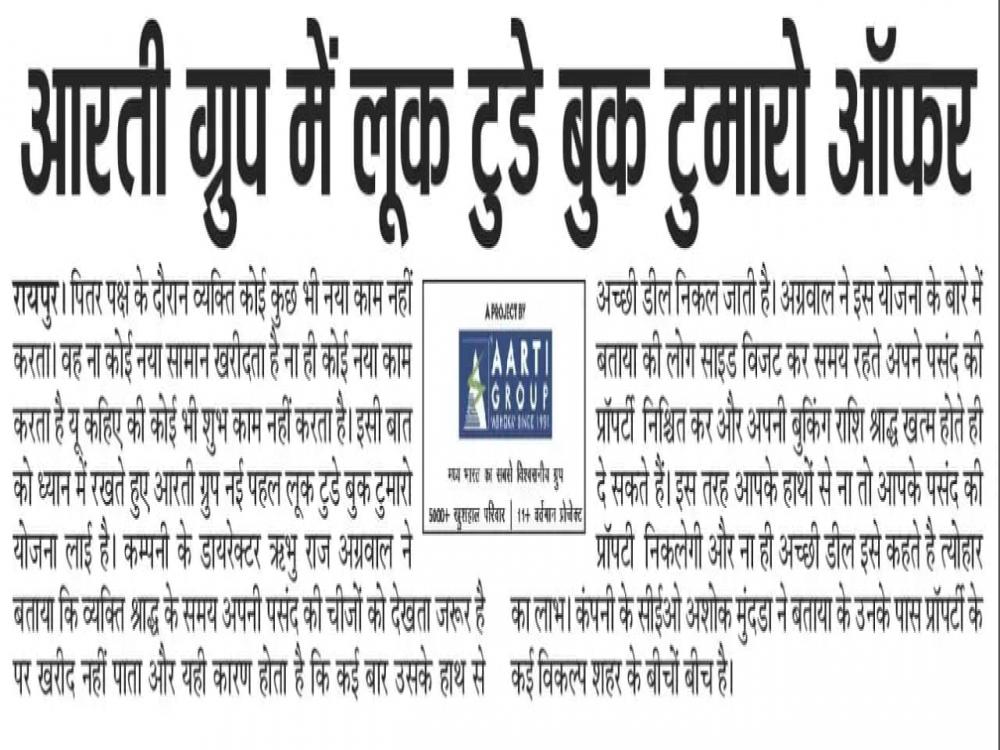 आरती ग्रुप में लूक टुडे बुक टुमारो ऑफर
रायपुर। पितर पक्ष के दौरान व्यक्ति कोई कुछ भी नया काम नहीं
करता। वह ना कोई नया सामान खरीदता है ना ही कोई नया काम
करता है यू कहिए की कोई भी शुभ काम नहीं करता है। इसी बात
को ध्यान में रखते हुए आरती ग्रुप नई पहल लूक टुडे बुक टुमारो
योजना लाई है। कम्पनी के डायरेक्टर ऋभु राज अग्रवाल ने
बताया कि व्यक्ति श्राद्ध के समय अपनी पसंद की चीजों को देखता जरूर है
पर खरीद नहीं पाता और यही कारण होता है कि कई बार उसके हाथ से
A PROJECT BY
AARTI
GROUP
SINCE 1991
मध्य भारत का सबसे विश्वसनीय ग्रुप
5000+ खुशहाल परिवार | 11+ वर्तमान प्रोजेक्ट
अच्छी डील निकल जाती है। अग्रवाल ने इस योजना के बारे में
बताया की लोग साइड विजट कर समय रहते अपने पसंद की
प्रॉपर्टी निश्चित कर और अपनी बुकिंग राशि श्राद्ध खत्म होते ही
दे सकते हैं। इस तरह आपके हाथों से ना तो आपके पसंद की
प्रॉपर्टी निकलेगी और ना ही अच्छी डील इसे कहते है त्योहार
का लाभ। कंपनी के सीईओ अशोक मुंदडा ने बताया के उनके पास प्रॉपर्टी के
कई विकल्प शहर के बीचों बीच है।